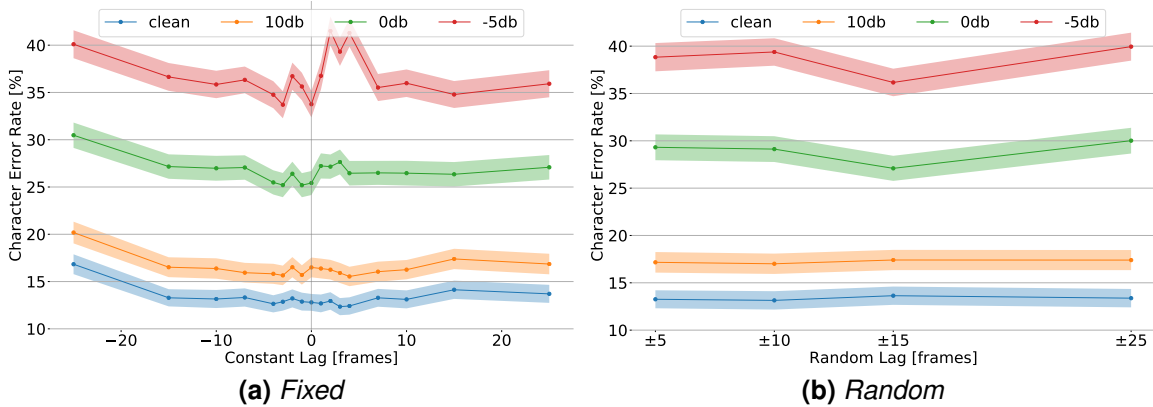 clean 10db 0db -5db
Character Error Rate [%]
40
35
30
25
20
15
10
−20 −10 0 10 20
Constant Lag [frames]
(a) Fixed
clean 10db 0db -5db
Character Error Rate [%]
40
35
30
25
20
15
10
±5 ±10 ±15 ±25
Random Lag [frames]
(b) Random